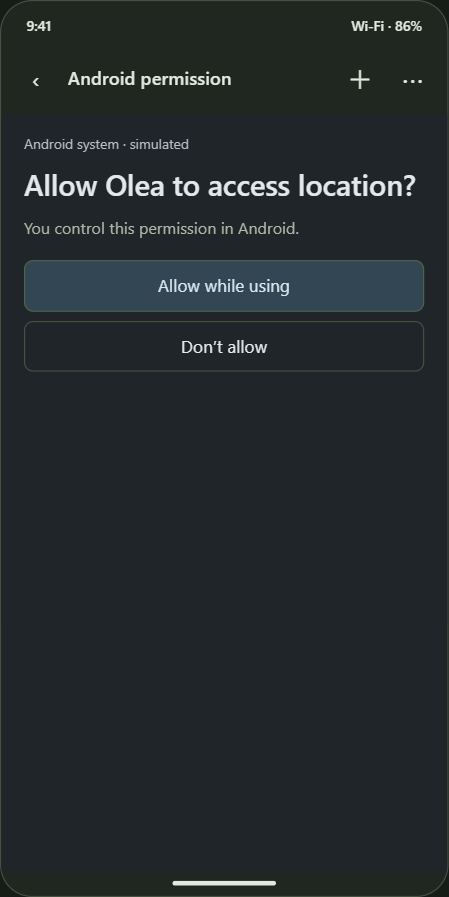 9:41
Wi-Fi · 86%
‹ Android permission + ...
Android system · simulated
Allow Olea to access location?
You control this permission in Android.
Allow while using
Don’t allow